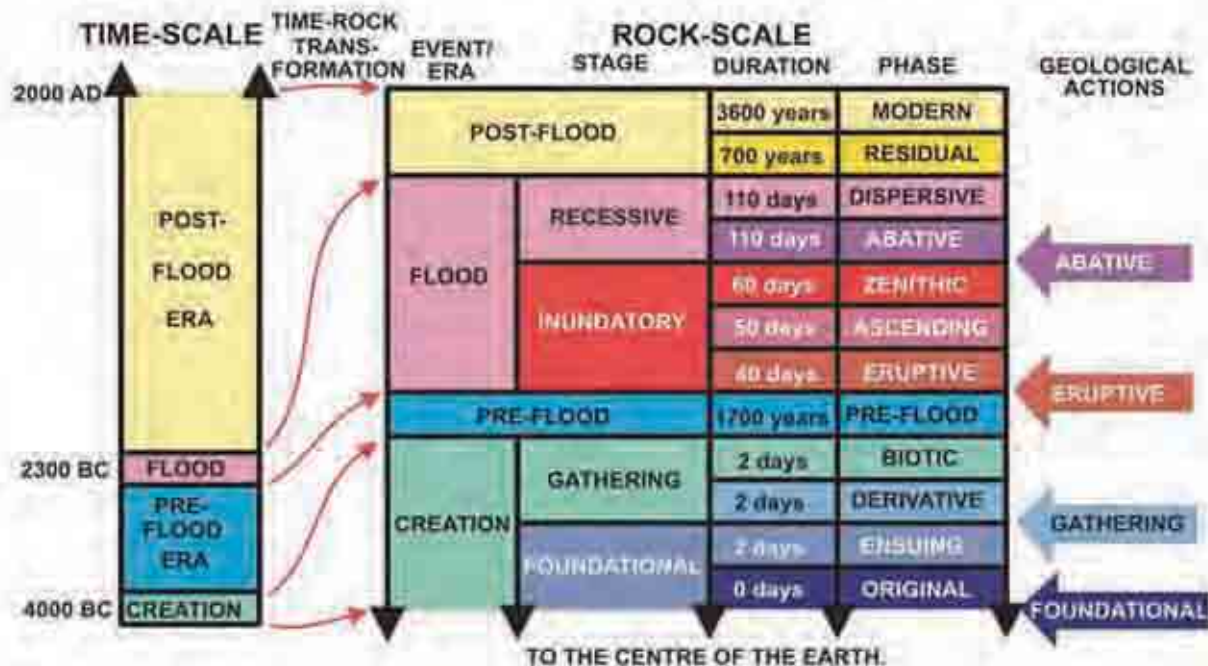 TIME-SCALE
TIME-ROCK
TRANS-
FORMATION
ROCK-SCALE
EVENT/
ERA
STAGE
DURATION
PHASE
GEOLOGICAL
ACTIONS
2000 AD
2300 BC
4000 BC
POST-
FLOOD
ERA
FLOOD
PRE-
FLOOD
ERA
CREATION
POST-FLOOD
3600 years
MODERN
700 years
RESIDUAL
FLOOD
RECESSIVE
110 days
DISPERSIVE
110 days
ABATIVE
INUNDATORY
60 days
ZENITHIC
50 days
ASCENDING
40 days
ERUPTIVE
PRE-FLOOD
1700 years
PRE-FLOOD
CREATION
GATHERING
2 days
BIOTIC
2 days
DERIVATIVE
FOUNDATIONAL
2 days
ENSUING
0 days
ORIGINAL
ABATIVE
ERUPTIVE
GATHERING
FOUNDATIONAL
TO THE CENTRE OF THE EARTH.